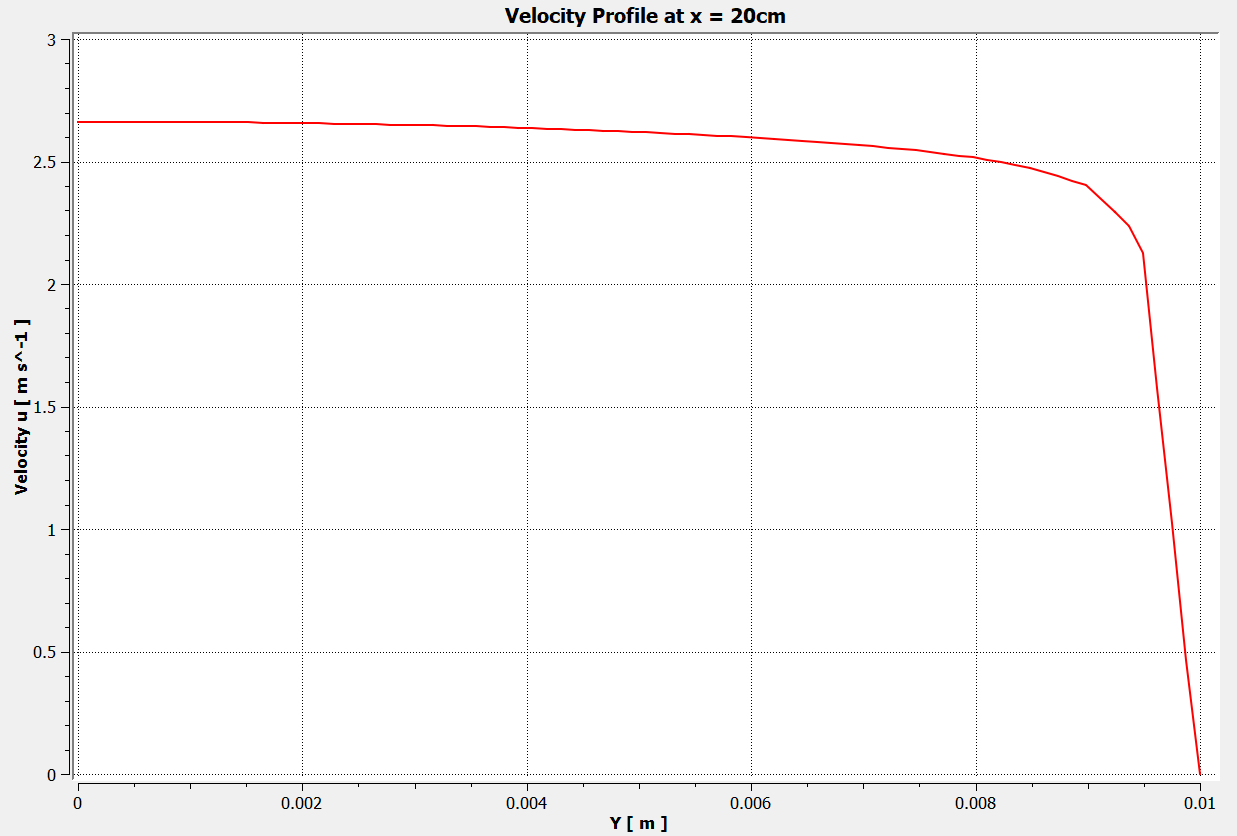 Velocity Profile at x = 20cm
3
2.5
2
1.5
1
0.5
0
Velocity u [ m s^-1 ]
0 0.002 0.004 0.006 0.008 0.01
Y [ m ]